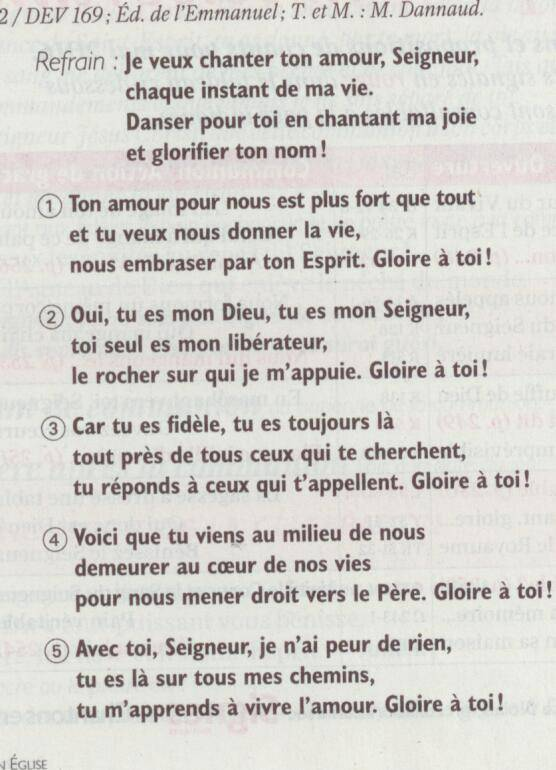 2/DEV 169; Éd. de l'Emmanuel; T. et M. : M. Dannaud.
Refrain : Je veux chanter ton amour, Seigneur,
chaque instant de ma vie.
Danser pour toi en chantant ma joie
et glorifier ton nom!
① Ton amour pour nous est plus fort que tout
et tu veux nous donner la vie,
nous embraser par ton Esprit. Gloire à toi!
② Oui, tu es mon Dieu, tu es mon Seigneur,
toi seul es mon libérateur,
le rocher sur qui je m'appuie. Gloire à toi!
③ Car tu es fidèle, tu es toujours là
tout près de tous ceux qui te cherchent,
tu réponds à ceux qui t'appellent. Gloire à toi!
④ Voici que tu viens au milieu de nous
demeurer au cœur de nos vies
pour nous mener droit vers le Père. Gloire à toi!
⑤ Avec toi, Seigneur, je n'ai peur de rien,
tu es là sur tous mes chemins,
tu m'apprends à vivre l'amour. Gloire à toi!
N ÉGLISE